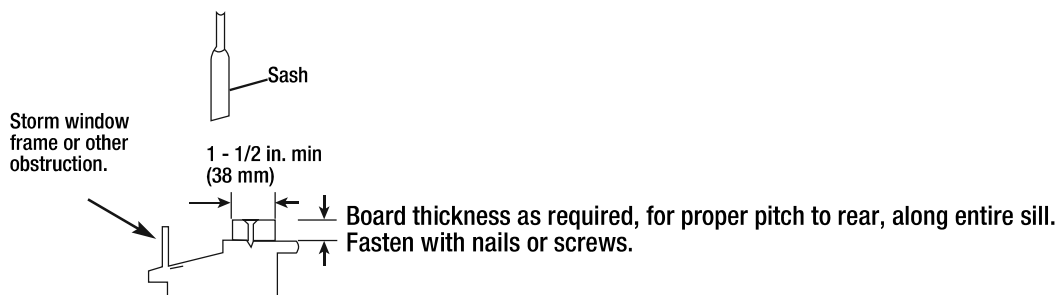 Sash
Storm window
frame or other
obstruction.
1 - 1/2 in. min
(38 mm)
Board thickness as required, for proper pitch to rear, along entire sill.
Fasten with nails or screws.